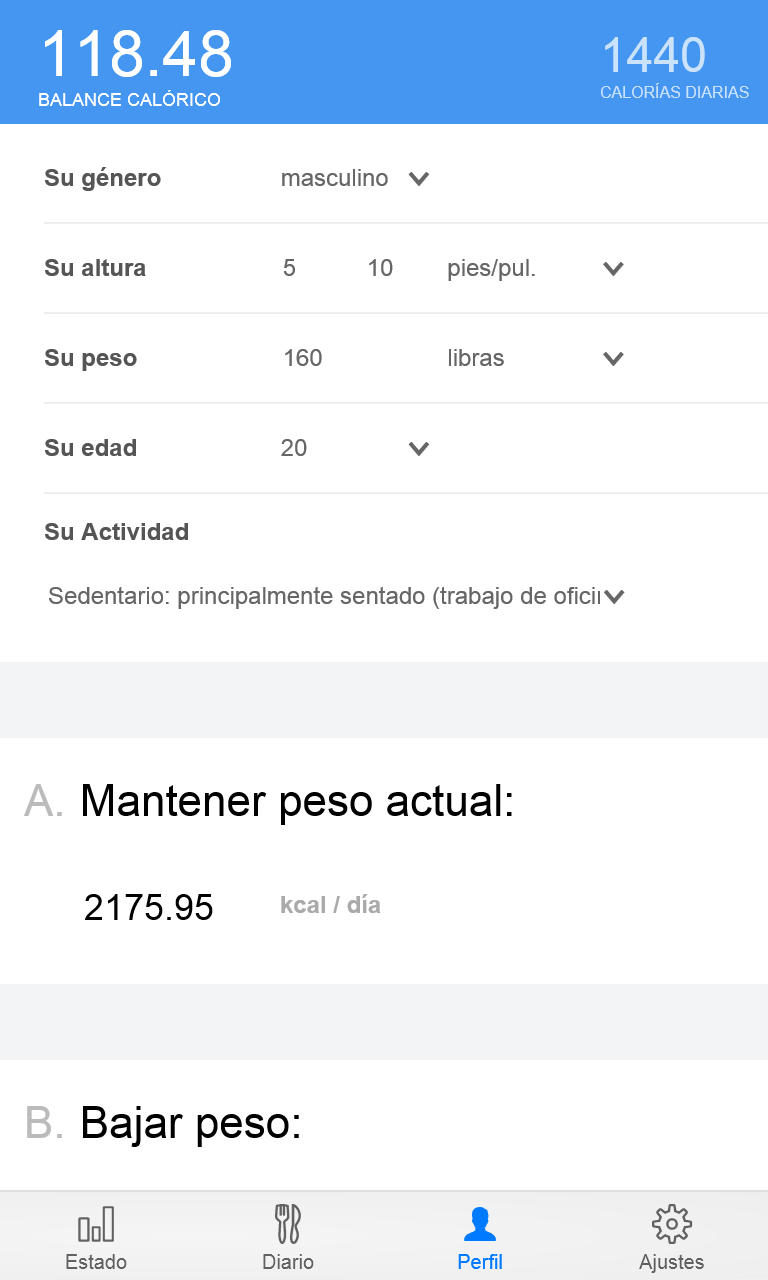 118.48
1440
BALANCE CALÓRICO
CALORÍAS DIARIAS
Su género masculino
Su altura 5 10 pies/pul.
Su peso 160 libras
Su edad 20
Su Actividad
Sedentario: principalmente sentado (trabajo de
A. Mantener peso actual:
2175.95 kcal / día
B. Bajar peso:
Estado Diario Perfil Ajustes